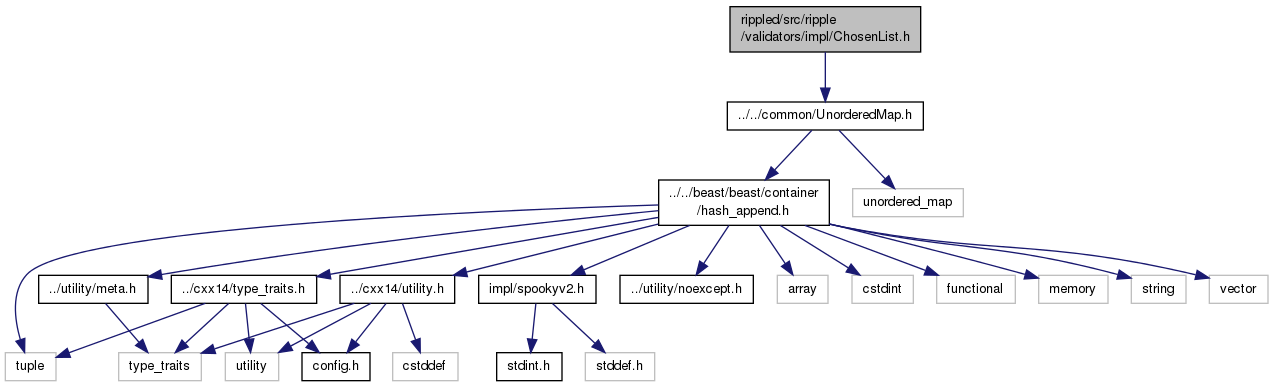 rippled/src/ripple
/validators/impl/ChosenList.h
../../common/UnorderedMap.h
../../beast/beast/container
/hash_append.h
unordered_map
../utility/meta.h
../cxx14/type_traits.h
../cxx14/utility.h
impl/spookyv2.h
../utility/noexcept.h
array
cstdint
functional
memory
string
vector
tuple
type_traits
utility
config.h
cstddef
stdint.h
stddef.h